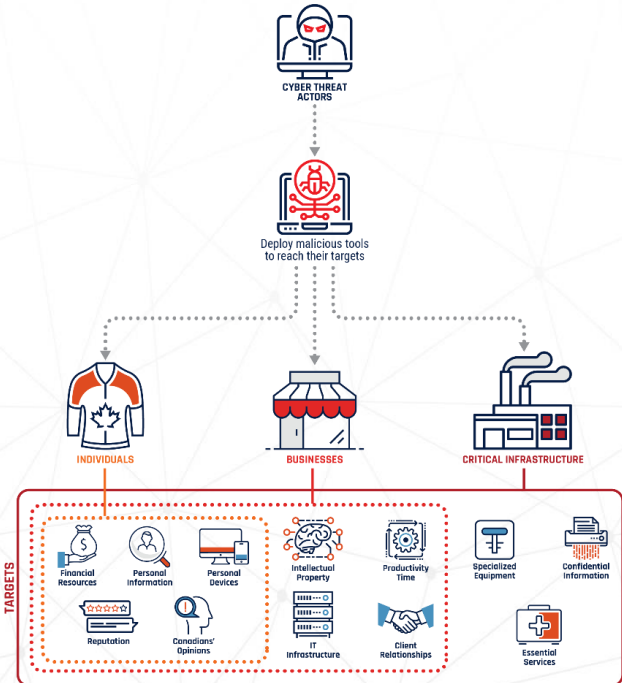 CYBER THREAT
ACTORS
Deploy malicious tools
to reach their targets
INDIVIDUALS
BUSINESSES
CRITICAL INFRASTRUCTURE
TARGETS
Financial
Resources
Personal
Information
Personal
Devices
Reputation
Canadians'
Opinions
Intellectual
Property
Productivity
Time
IT
Infrastructure
Client
Relationships
Specialized
Equipment
Confidential
Information
Essential
Services